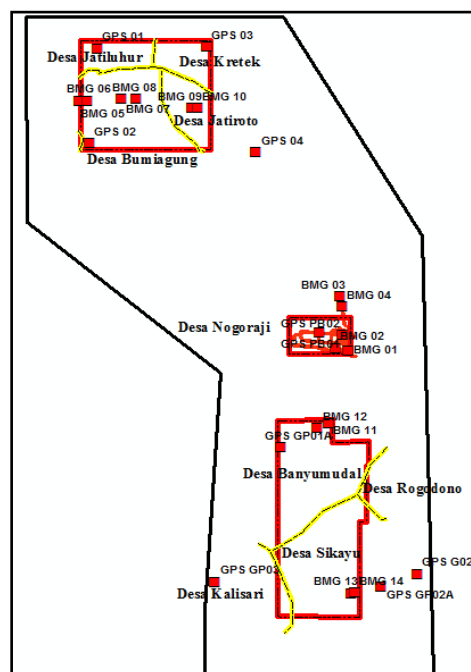 GPS 01
GPS 03
Desa Jatiluhur
Desa Kretek
BMG 06
BMG 08
BMG 09
BMG 10
BMG 05
BMG 07
Desa Jatiroto
GPS 02
GPS 04
Desa Bumiagung
BMG 03
BMG 04
Desa Nogoraji
GPS PB02
BMG 02
GPS PB01
BMG 01
BMG 12
BMG 11
GPS GP01A
Desa Banyumudal
Desa Rogodono
Desa Sikayu
GPS GP03
GPS G02
BMG 13
BMG 14
Desa Kalisari
GPS GP02A